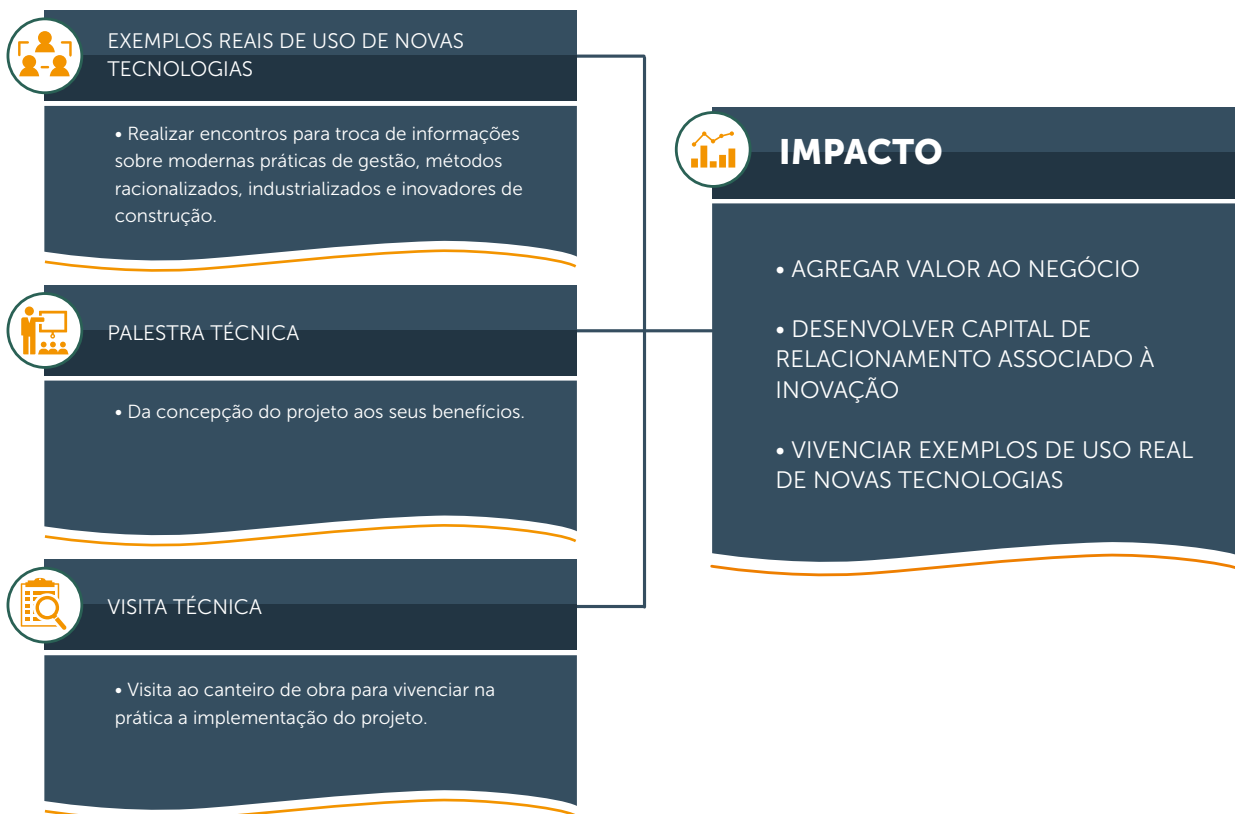 EXEMPLOS REAIS DE USO DE NOVAS
TECNOLOGIAS
• Realizar encontros para troca de informações
sobre modernas práticas de gestão, métodos
racionalizados, industrializados e inovadores de
construção.
PALESTRA TÉCNICA
• Da concepção do projeto aos seus benefícios.
VISITA TÉCNICA
• Visita ao canteiro de obra para vivenciar na
prática a implementação do projeto.
IMPACTO
• AGREGAR VALOR AO NEGÓCIO
• DESENVOLVER CAPITAL DE
RELACIONAMENTO ASSOCIADO À
INOVAÇÃO
• VIVENCIAR EXEMPLOS DE USO REAL
DE NOVAS TECNOLOGIAS